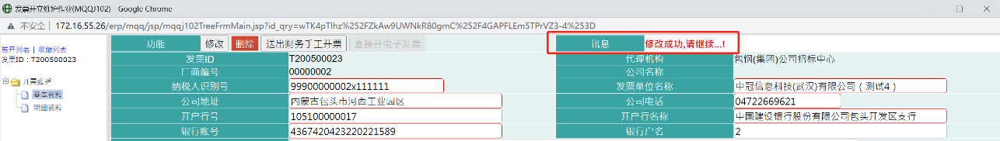 发票开立维护作业(MQQJ102) - Google Chrome
不安全 | 172.16.55.26/erp/mqq/jsp/mqqj102TreeFrmMain.jsp?id_qry=wTK4pTlhz%252FZkAw9UWNkR80gmC%252F4GAPFLEm5TPrVZ3-4%253D
展开列表 | 收缩列表
发票ID：T200500023
开票维护
基本资料
明细资料
功能 修改 删除 送出财务手工开票 直接开电子发票 讯息 修改成功,请继续...!
发票ID T200500023 代理机构 包钢(集团)公司招标中心
厂商编号 00000002 公司名称
纳税人识别号 99900000002x111111 发票单位名称 中冠信息科技(武汉)有限公司（测试4）
公司地址 内蒙古包头市河西工业园区 公司电话 04722669621
开户行号 105100000017 开户行名称 中国建设银行股份有限公司包头开发区支行
银行账号 4367420423220221589 银行户名 2